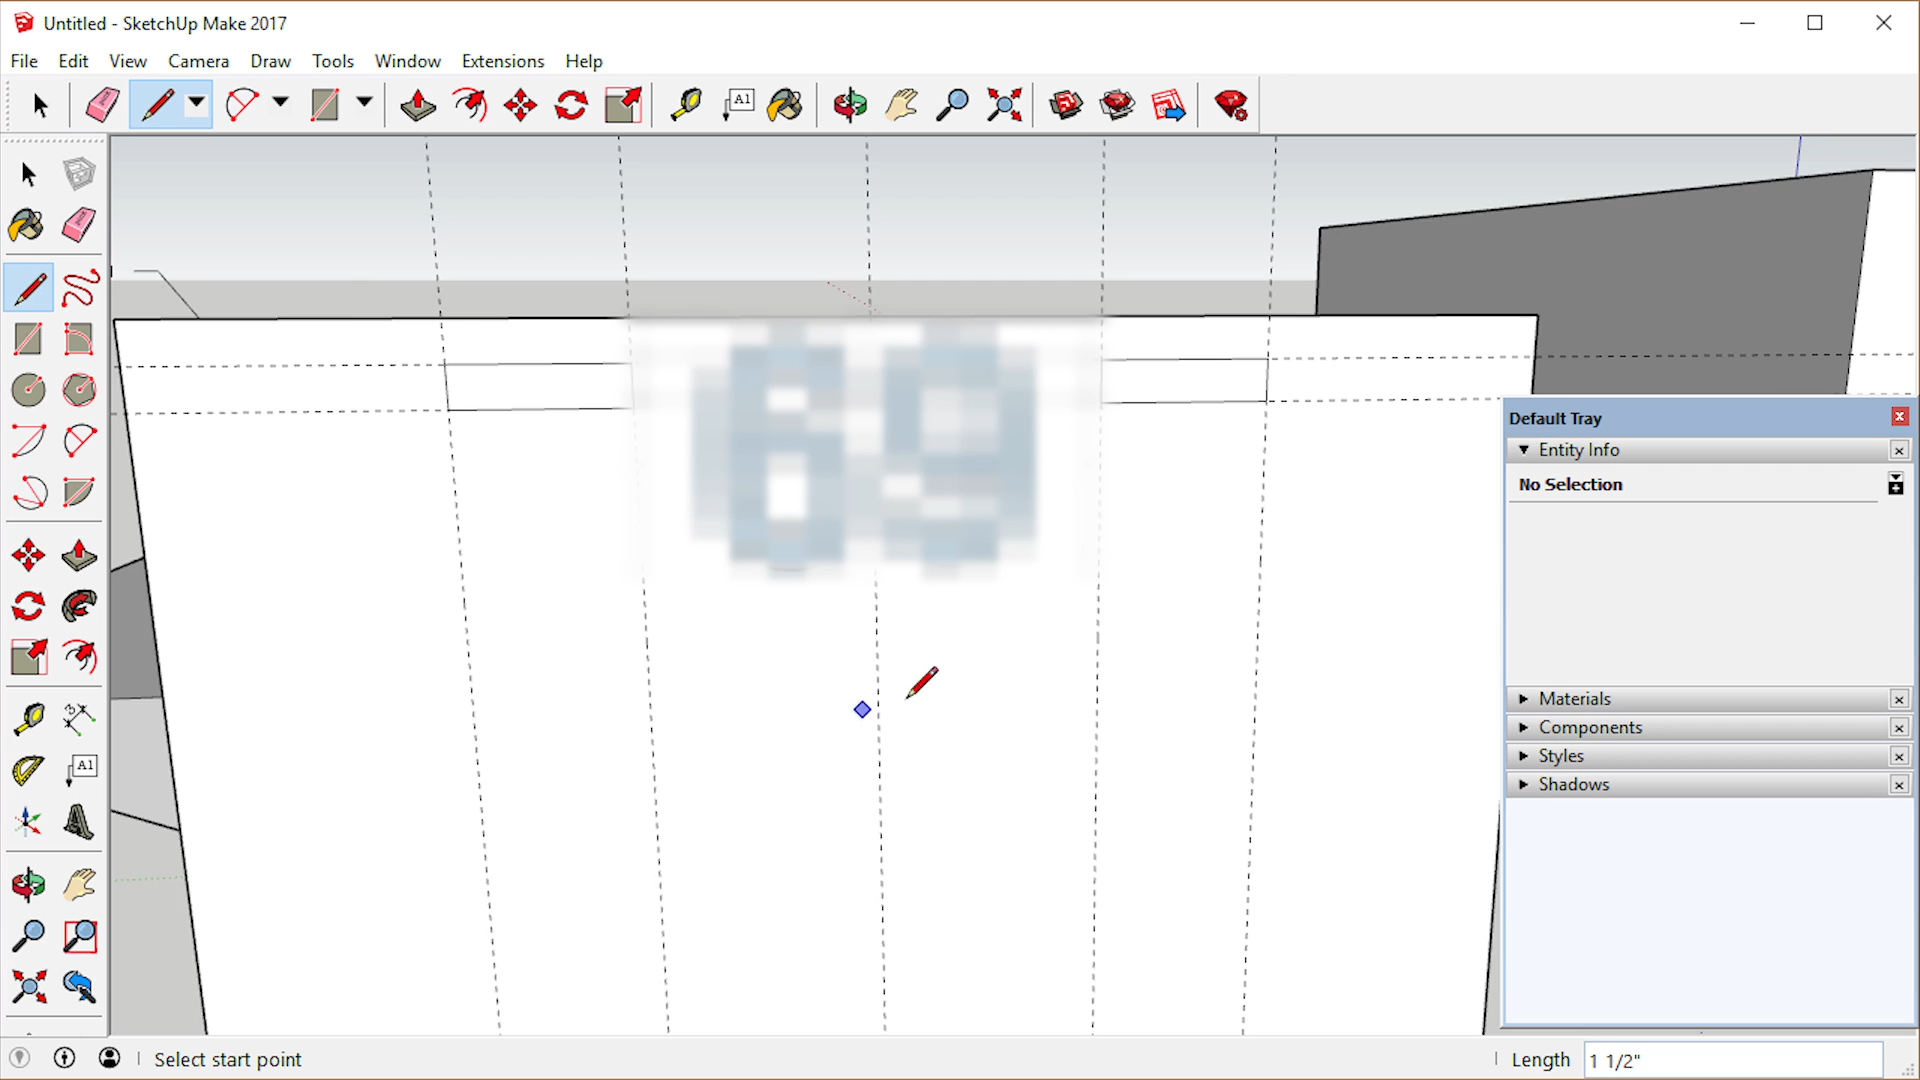 Untitled - SketchUp Make 2017
File Edit View Camera Draw Tools Window Extensions Help
A1
Default Tray
Entity Info
No Selection
A1
Materials
Components
Styles
Shadows
Select start point
Length 1 1/2"